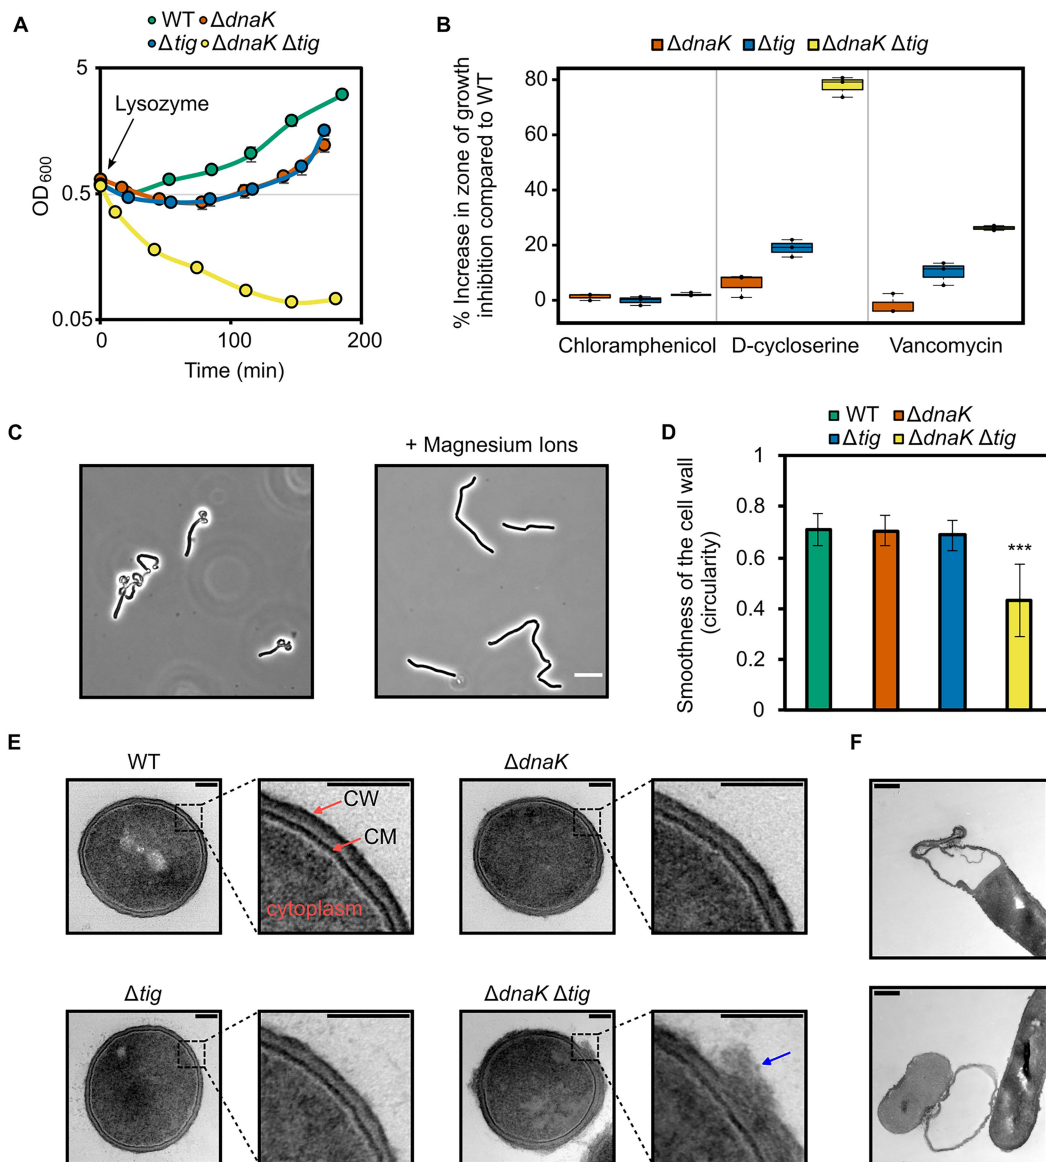 A
WT ΔdnaK
Δtig ΔdnaK Δtig
5
0.5
0.05
OD600
Lysozyme
0 100 200
Time (min)
B
ΔdnaK Δtig ΔdnaK Δtig
% Increase in zone of growth
inhibition compared to WT
80
60
40
20
0
Chloramphenicol D-cycloserine Vancomycin
C
+ Magnesium Ions
D
WT ΔdnaK
Δtig ΔdnaK Δtig
Smoothness of the cell wall
(circularity)
1
0.8
0.6
0.4
0.2
0
***
E
WT
CW
CM
cytoplasm
ΔdnaK
Δtig
ΔdnaK Δtig
F